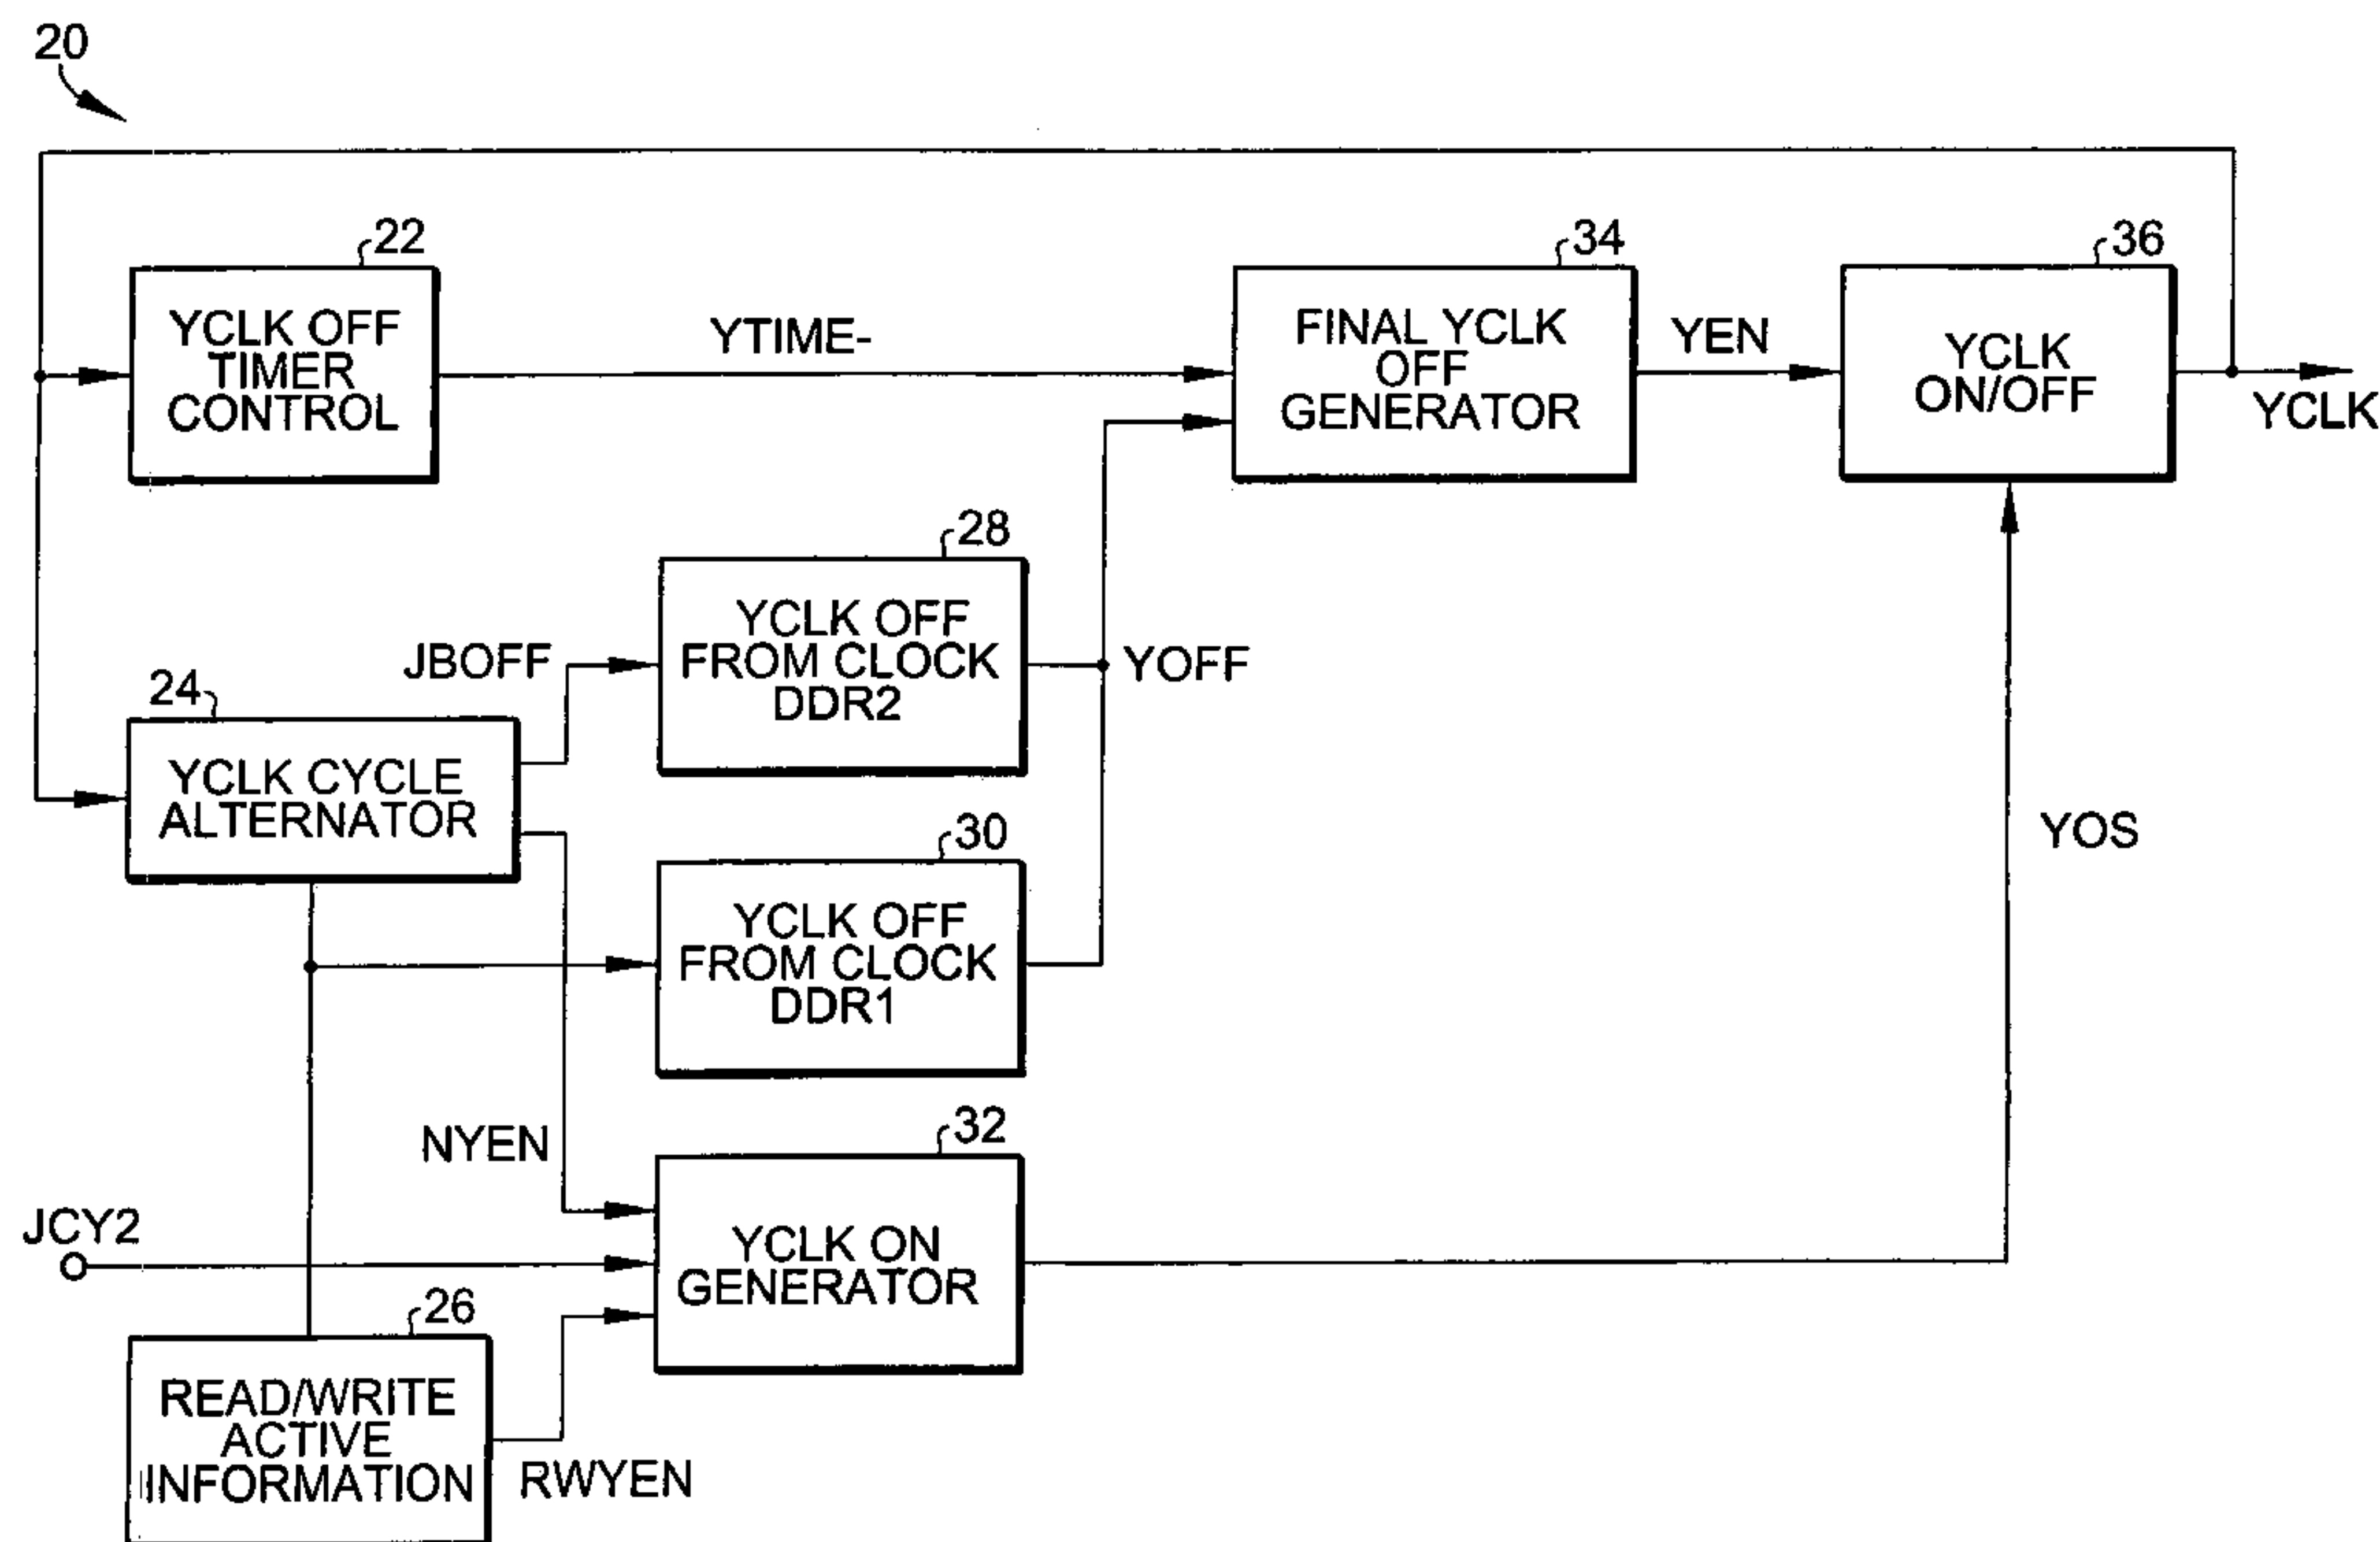 20
22
YCLK OFF
TIMER
CONTROL
YTIME-
34
FINAL YCLK
OFF
GENERATOR
YEN
36
YCLK
ON/OFF
YCLK
28
YCLK OFF
FROM CLOCK
DDR2
JBOFF
YOFF
24
YCLK CYCLE
ALTERNATOR
30
YCLK OFF
FROM CLOCK
DDR1
YOS
NYEN
32
YCLK ON
GENERATOR
JCY2
26
READ/WRITE
ACTIVE
INFORMATION
RWYEN